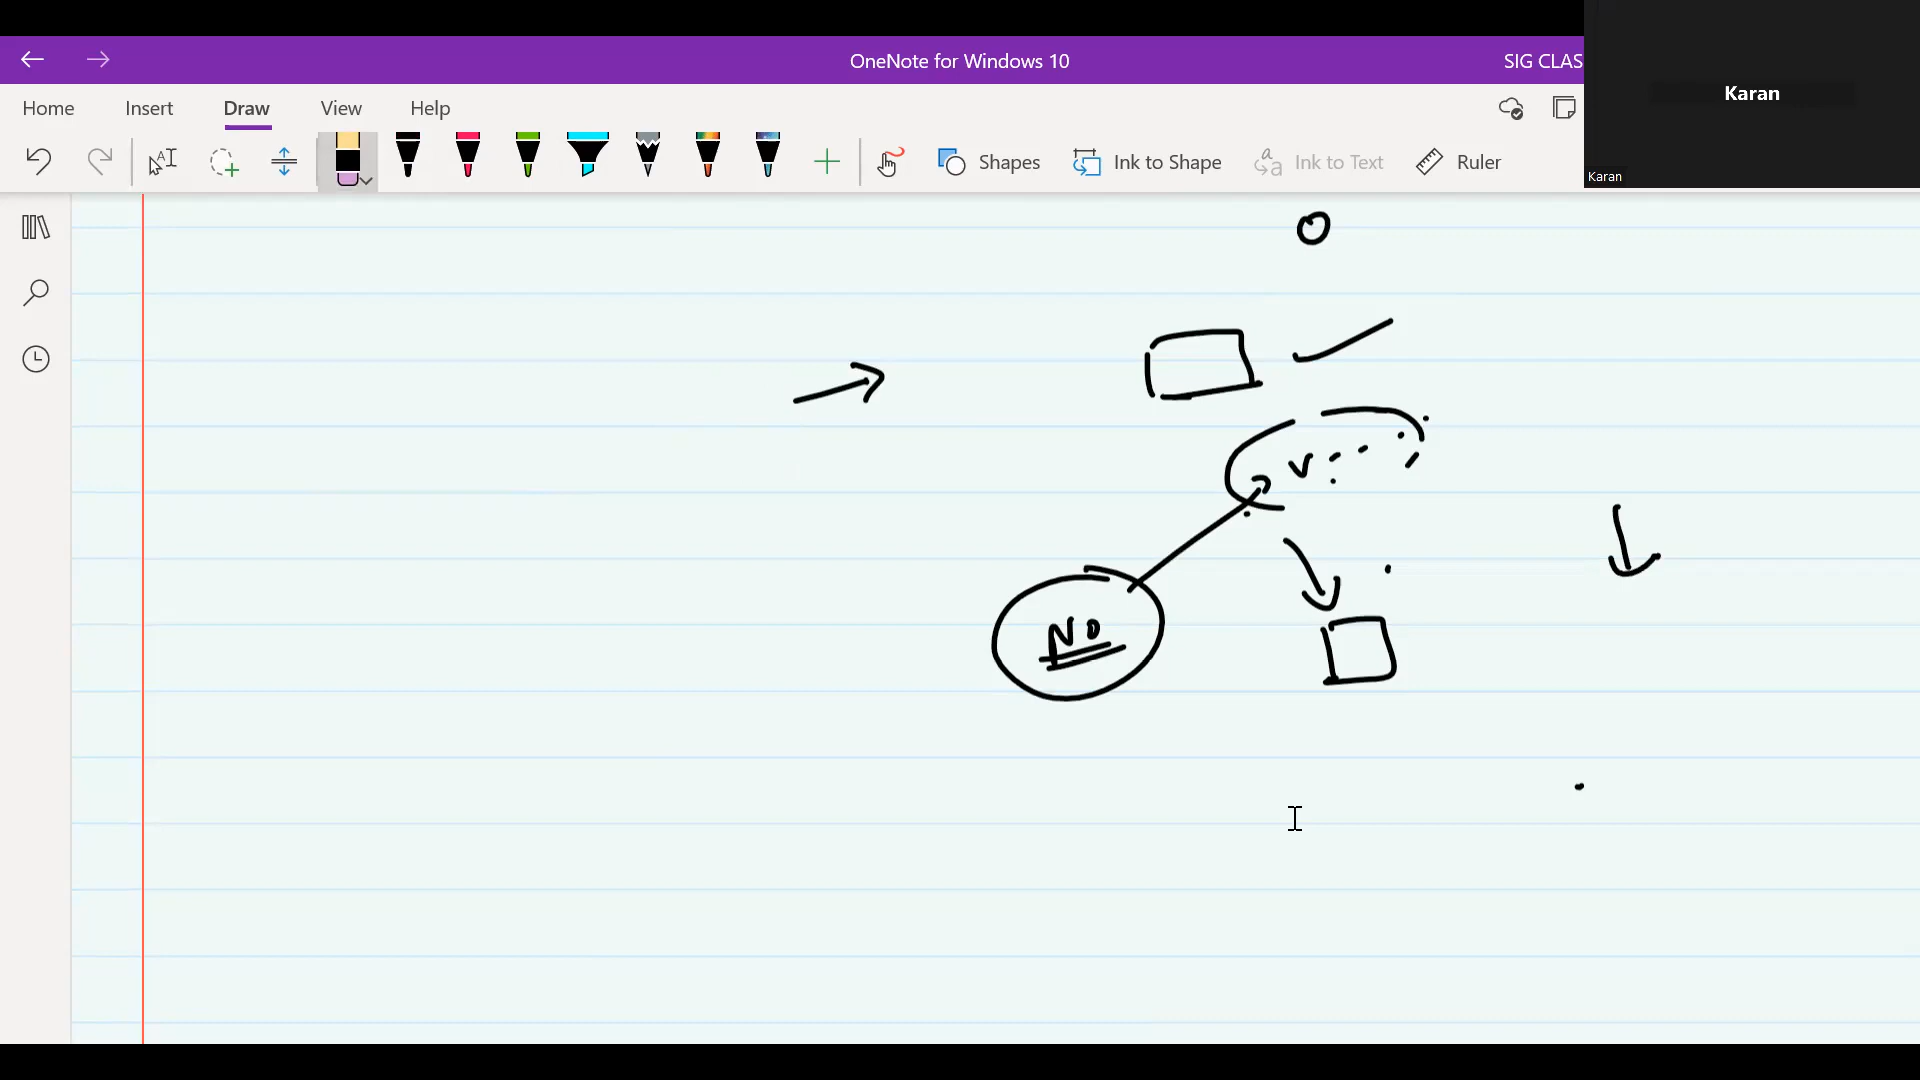 OneNote for Windows 10
SIG CLAS
Karan
Home Insert Draw View Help
Shapes Ink to Shape Ink to Text Ruler
Karan
No